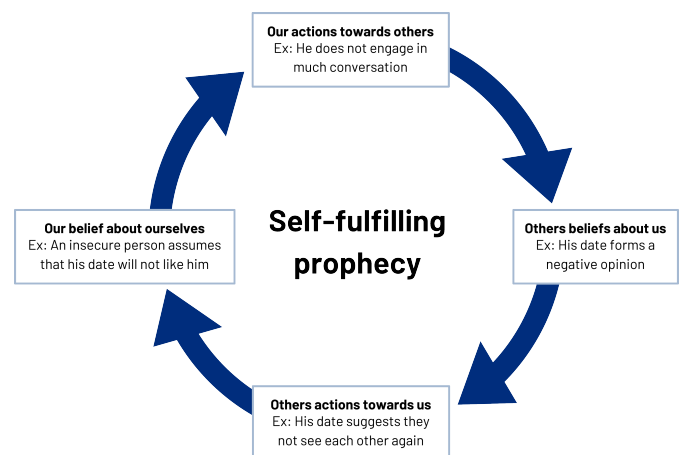 Our actions towards others
Ex: He does not engage in
much conversation
Self-fulfilling
prophecy
Our belief about ourselves
Ex: An insecure person assumes
that his date will not like him
Others beliefs about us
Ex: His date forms a
negative opinion
Others actions towards us
Ex: His date suggests they
not see each other again